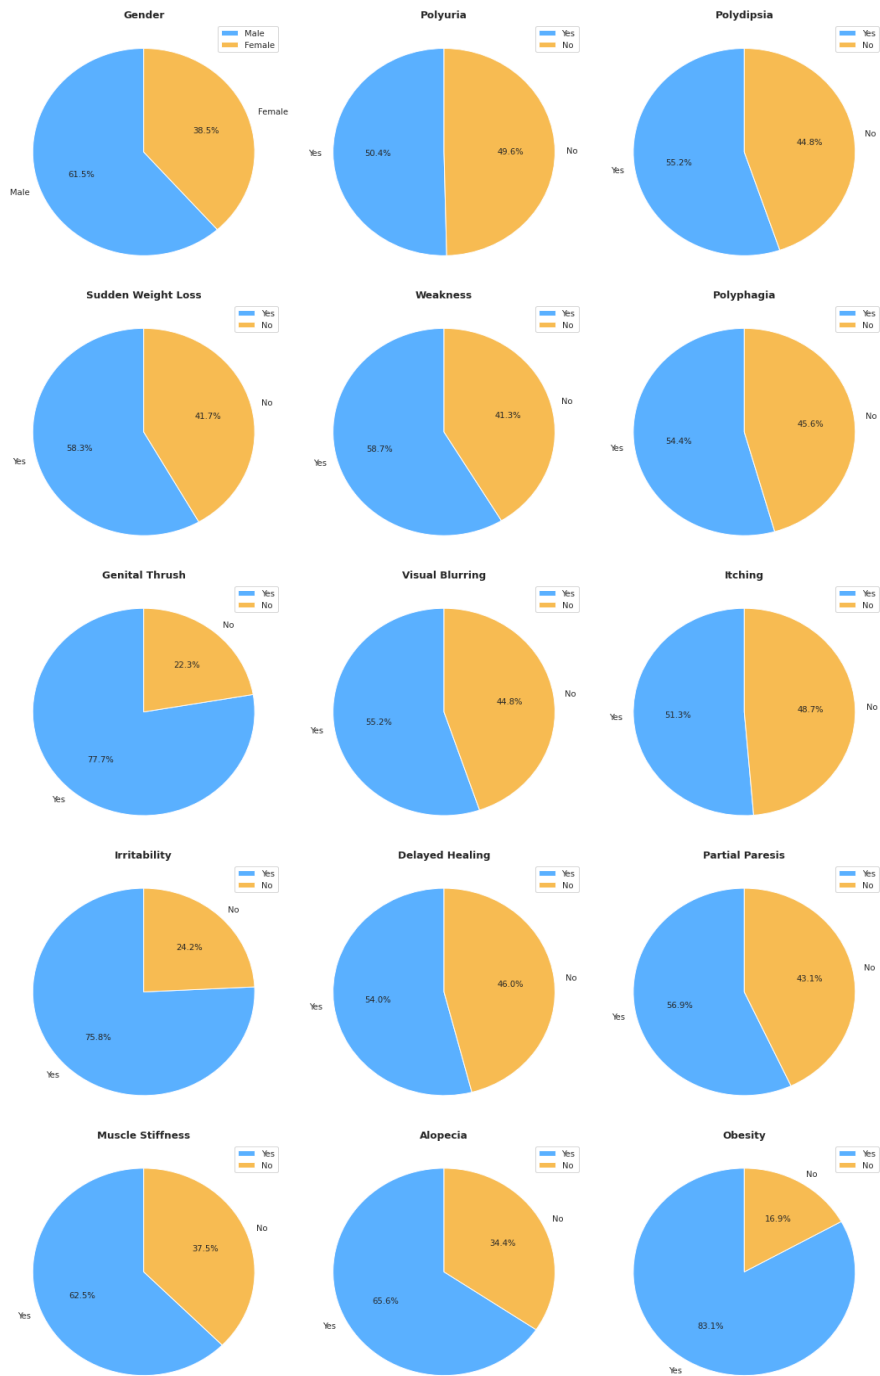 Gender
Male
Female
Female
38.5%
61.5%
Male
Polyuria
Yes
No
Yes
50.4%
49.6%
No
Polydipsia
Yes
No
No
44.8%
55.2%
Yes
Sudden Weight Loss
Yes
No
No
41.7%
58.3%
Yes
Weakness
Yes
No
No
41.3%
58.7%
Yes
Polyphagia
Yes
No
No
45.6%
54.4%
Yes
Genital Thrush
Yes
No
No
22.3%
77.7%
Yes
Visual Blurring
Yes
No
No
44.8%
55.2%
Yes
Itching
Yes
No
No
48.7%
51.3%
Yes
Irritability
Yes
No
No
24.2%
75.8%
Yes
Delayed Healing
Yes
No
No
46.0%
54.0%
Yes
Partial Paresis
Yes
No
No
43.1%
56.9%
Yes
Muscle Stiffness
Yes
No
No
37.5%
62.5%
Yes
Alopecia
Yes
No
No
34.4%
65.6%
Yes
Obesity
Yes
No
No
16.9%
83.1%
Yes